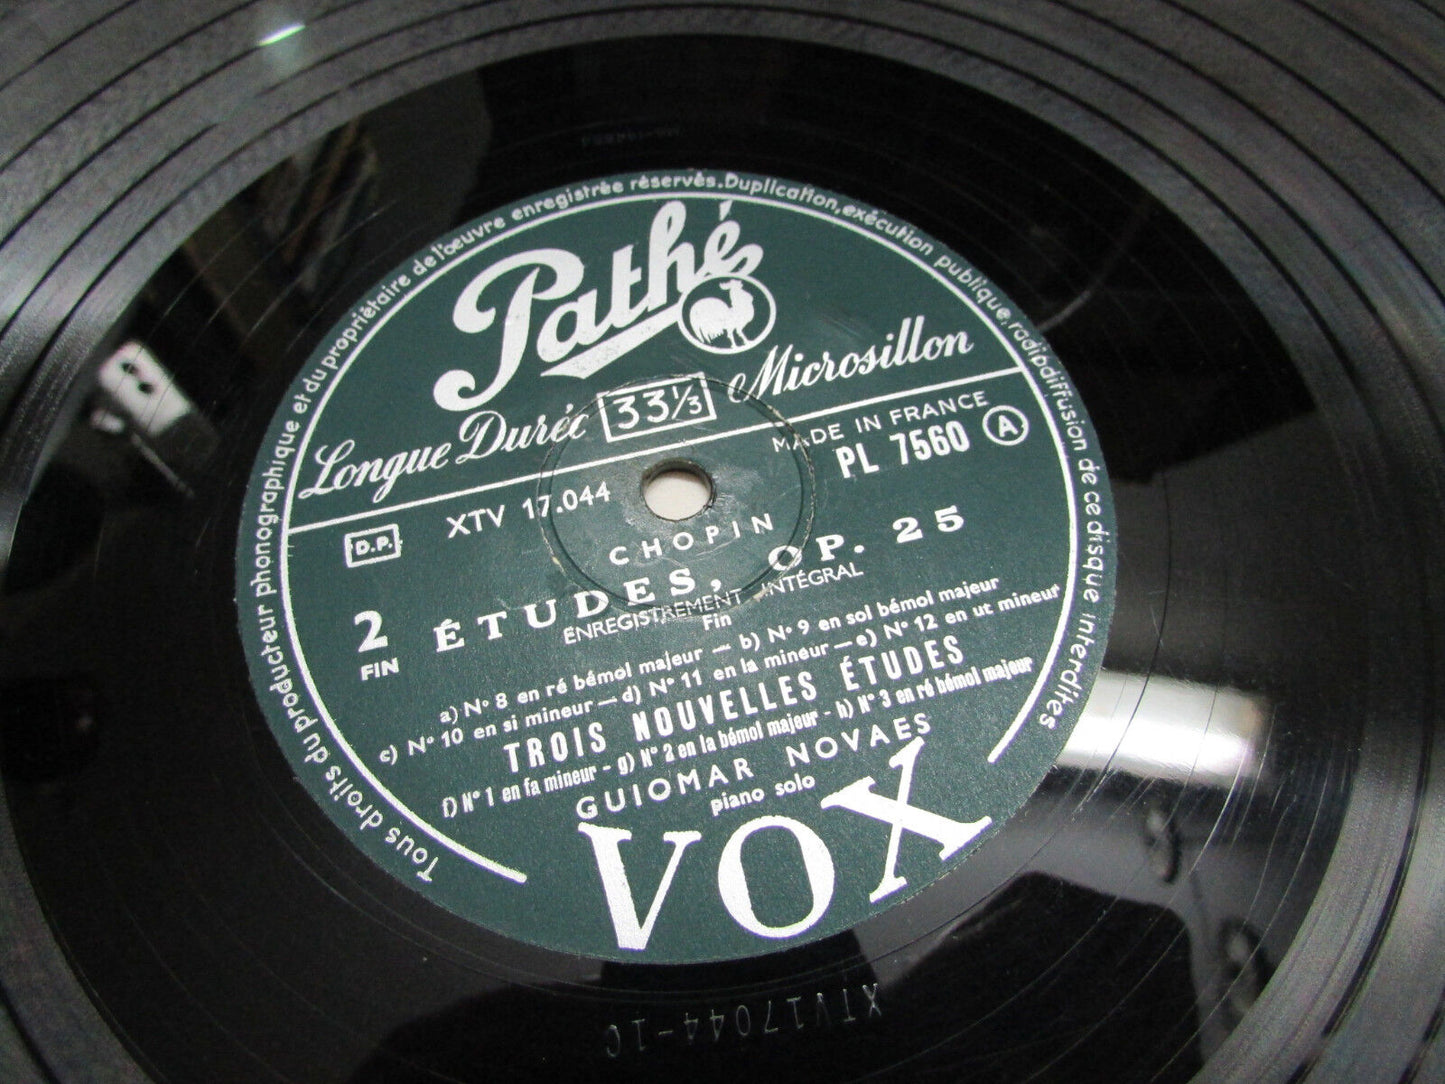 Tous droits du producteur phonographique et du propriétaire de l'œuvre enregistrée réservés. Duplication, exécution publique, radiodiffusion de ce disque interdites
Pathé
Longue Durée 33⅓ Microsillon
MADE IN FRANCE
XTV 17.044 PL 7560 A
D.P.
CHOPIN
2 ÉTUDES, OP. 25
FIN ENREGISTREMENT INTÉGRAL
Fin
a) N° 8 en ré bémol majeur — b) N° 9 en sol bémol majeur
c) N° 10 en si mineur — d) N° 11 en la mineur — e) N° 12 en ut mineur
TROIS NOUVELLES ÉTUDES
f) N° 1 en fa mineur - g) N° 2 en la bémol majeur - h) N° 3 en ré bémol majeur
GUIOMAR NOVAES
piano solo
VOX
XTV17044-1C